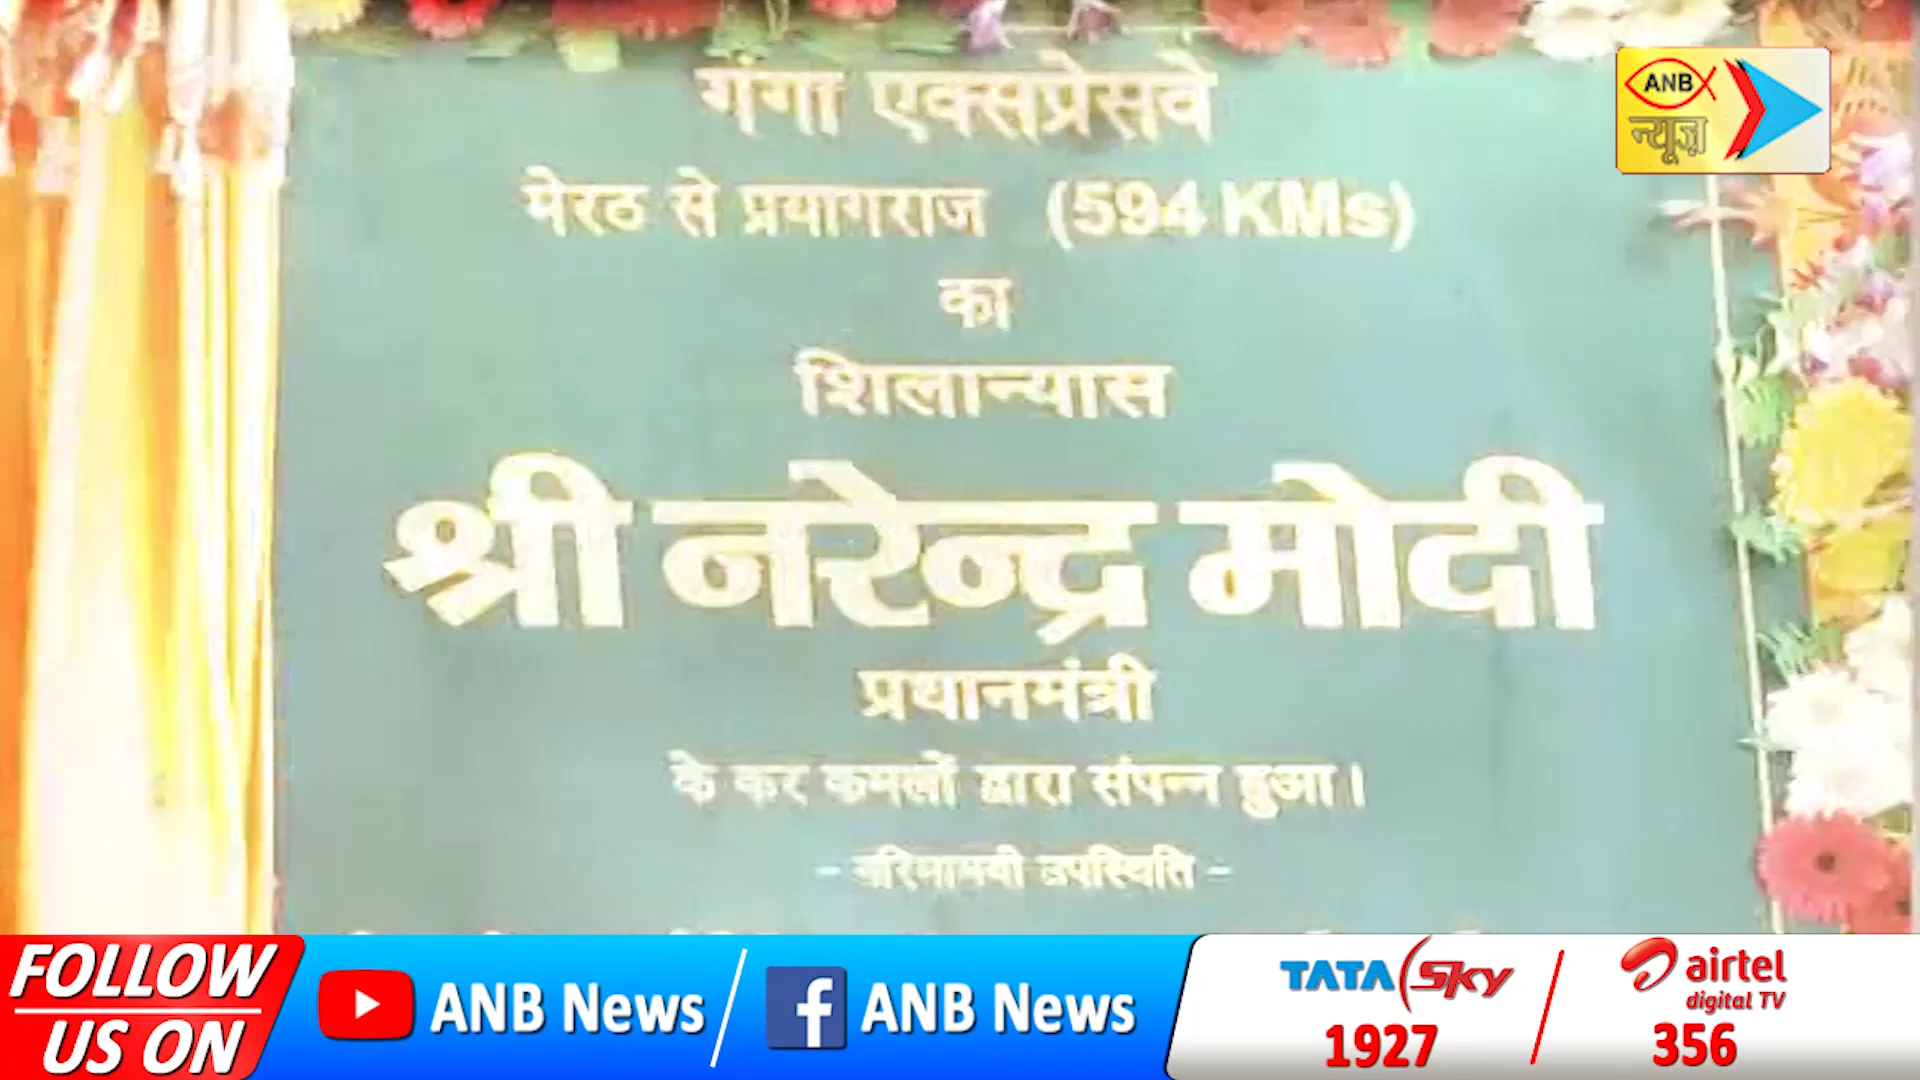 गंगा एक्सप्रेसवे
ANB
न्यूज़
मेरठ से प्रयागराज (594 KMs)
का
शिलान्यास
श्री नरेन्द्र मोदी
प्रधानमंत्री
के कर कमलों द्वारा संपन्न हुआ।
- गरिमामयी उपस्थिति -
FOLLOW US ON
ANB News / ANB News
TATA Sky 1927 / airtel digital TV 356